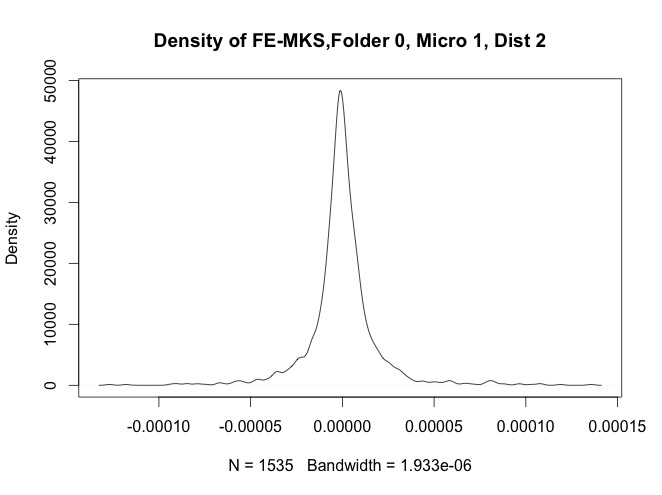 Density of FE-MKS,Folder 0, Micro 1, Dist 2
Density
50000
40000
30000
20000
10000
0
-0.00010 -0.00005 0.00000 0.00005 0.00010 0.00015
N = 1535 Bandwidth = 1.933e-06